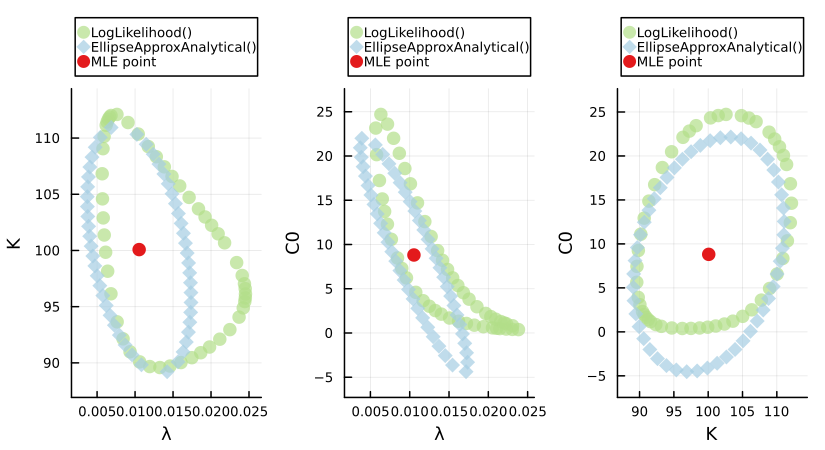 LogLikelihood()
EllipseApproxAnalytical()
MLE point
110
105
100
95
90
K
0.005 0.010 0.015 0.020 0.025
λ
LogLikelihood()
EllipseApproxAnalytical()
MLE point
25
20
15
10
5
0
−5
C0
0.005 0.010 0.015 0.020 0.025
λ
LogLikelihood()
EllipseApproxAnalytical()
MLE point
25
20
15
10
5
0
−5
C0
90 95 100 105 110
K